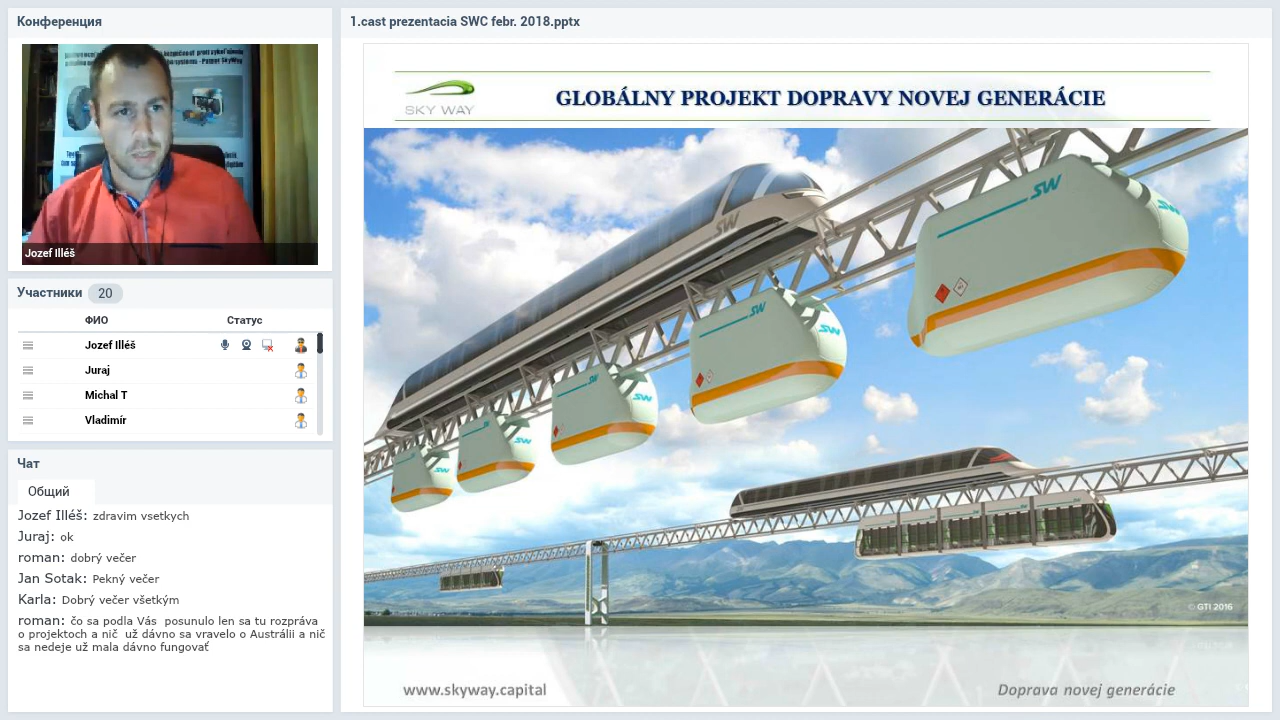 Конференция
Jozef Illéš
Участники 20
ФИО Статус
Jozef Illéš
Juraj
Michal T
Vladimír
Чат
Общий
Jozef Illéš: zdravim vsetkych
Juraj: ok
roman: dobrý večer
Jan Sotak: Pekný večer
Karla: Dobrý večer všetkým
roman: čo sa podla Vás posunulo len sa tu rozpráva
o projektoch a nič už dávno sa vravelo o Austrálii a nič
sa nedeje už mala dávno fungovať
1.cast prezentacia SWC febr. 2018.pptx
SKY WAY
GLOBÁLNY PROJEKT DOPRAVY NOVEJ GENERÁCIE
SW
SW
SW
SW
SW
SW
SW
© GTI 2016
www.skyway.capital
Doprava novej generácie